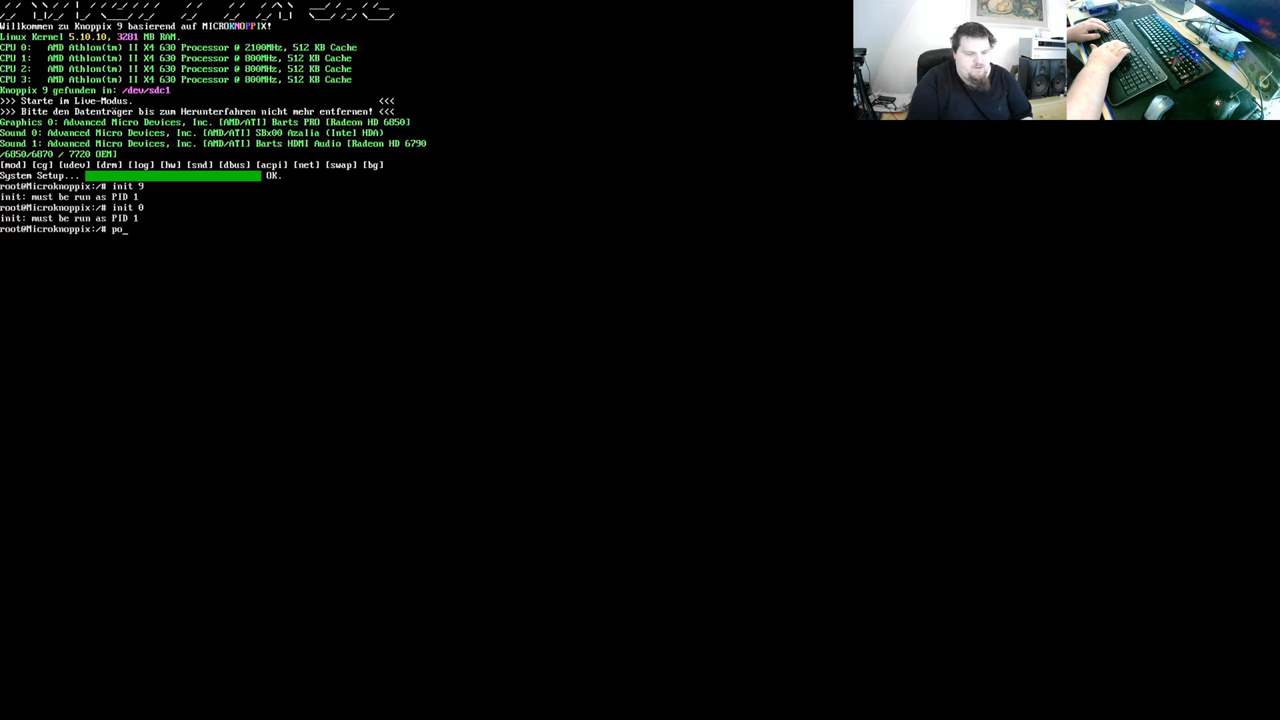 Willkommen zu Knoppix 9 basierend auf MICROKNOPPIX!
Linux Kernel 5.10.10, 3281 MB RAM.
CPU 0:   AMD Athlon(tm) II X4 630 Processor @ 2100MHz, 512 KB Cache
CPU 1:   AMD Athlon(tm) II X4 630 Processor @ 800MHz, 512 KB Cache
CPU 2:   AMD Athlon(tm) II X4 630 Processor @ 800MHz, 512 KB Cache
CPU 3:   AMD Athlon(tm) II X4 630 Processor @ 800MHz, 512 KB Cache
Knoppix 9 gefunden in: /dev/sdc1
>>> Starte im Live-Modus. <<<
>>> Bitte den Datenträger bis zum Herunterfahren nicht mehr entfernen! <<<
Graphics 0: Advanced Micro Devices, Inc. [AMD/ATI] Barts PRO [Radeon HD 6850]
Sound 0: Advanced Micro Devices, Inc. [AMD/ATI] SBx00 Azalia (Intel HDA)
Sound 1: Advanced Micro Devices, Inc. [AMD/ATI] Barts HDMI Audio [Radeon HD 6790
/6850/6870 / 7720 OEM]
[mod] [cg] [udev] [drm] [log] [hw] [snd] [dbus] [acpi] [net] [swap] [bg]
System Setup... OK.
root@Microknoppix:/# init 9
init: must be run as PID 1
root@Microknoppix:/# init 0
init: must be run as PID 1
root@Microknoppix:/# po_